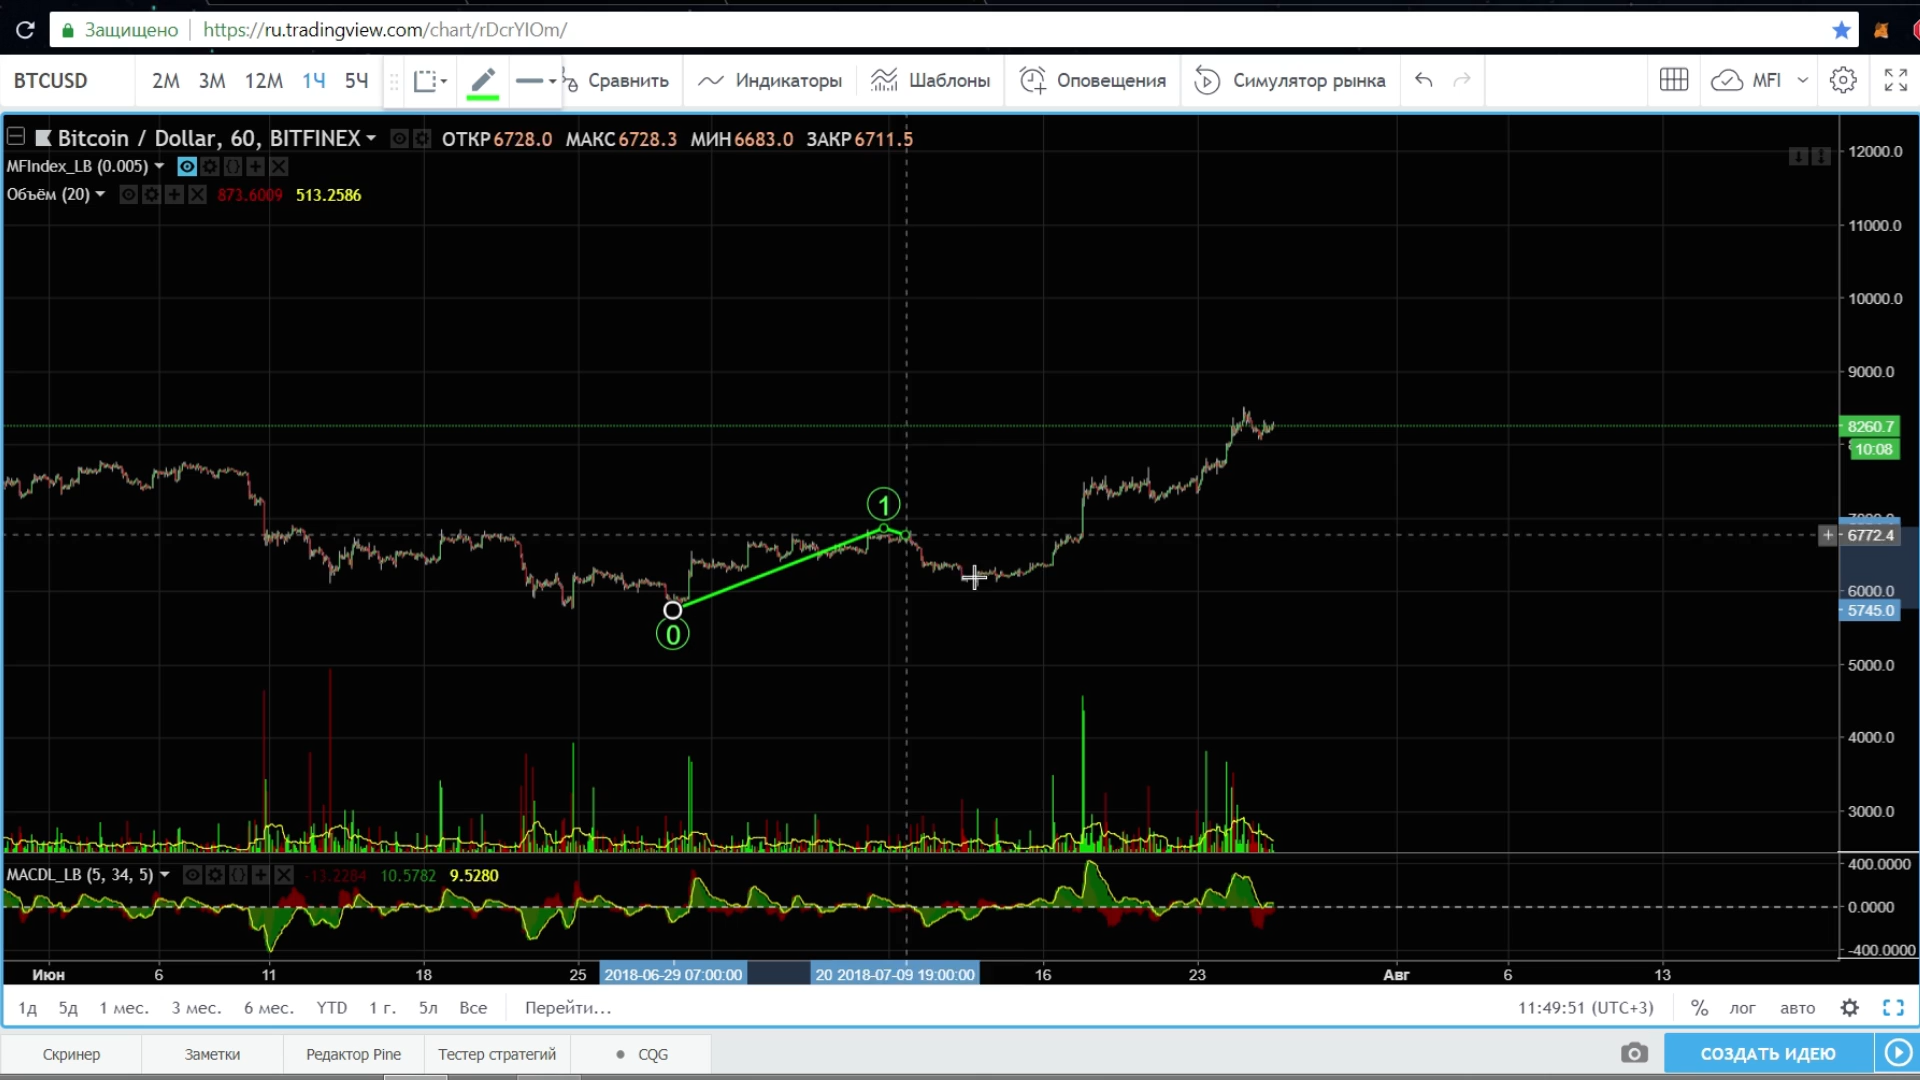 Защищено https://ru.tradingview.com/chart/rDcrYIOm/
BTCUSD 2М 3М 12М 1Ч 5Ч Сравнить Индикаторы Шаблоны Оповещения Симулятор рынка MFI
Bitcoin / Dollar, 60, BITFINEX ОТКР 6728.0 МАКС 6728.3 МИН 6683.0 ЗАКР 6711.5
MFIndex_LB (0.005)
Объём (20) 873.6009 513.2586
12000.0
11000.0
10000.0
9000.0
8260.7
10:08
1
6772.4
6000.0
5745.0
0
5000.0
4000.0
3000.0
MACDL_LB (5, 34, 5) -13.2284 10.5782 9.5280
400.0000
0.0000
-400.0000
Июн 6 11 18 25 2018-06-29 07:00:00 20 2018-07-09 19:00:00 16 23 Авг 6 13
1д 5д 1 мес. 3 мес. 6 мес. YTD 1 г. 5л Все Перейти... 11:49:51 (UTC+3) % лог авто
Скринер Заметки Редактор Pine Тестер стратегий CQG СОЗДАТЬ ИДЕЮ